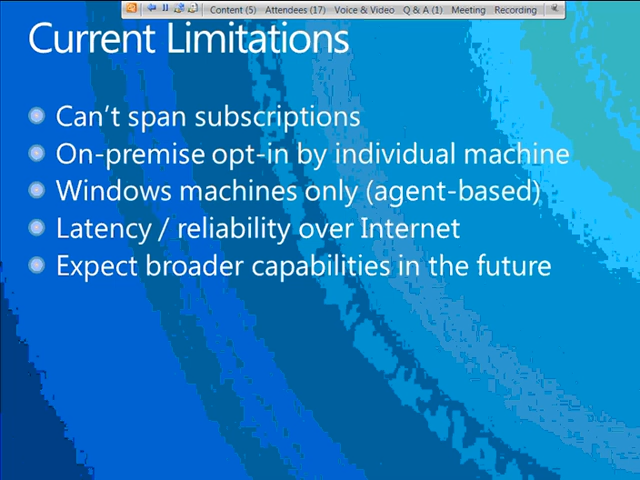 Content (5) Attendees (17) Voice & Video Q & A (1) Meeting Recording
Current Limitations
Can't span subscriptions
On-premise opt-in by individual machine
Windows machines only (agent-based)
Latency / reliability over Internet
Expect broader capabilities in the future